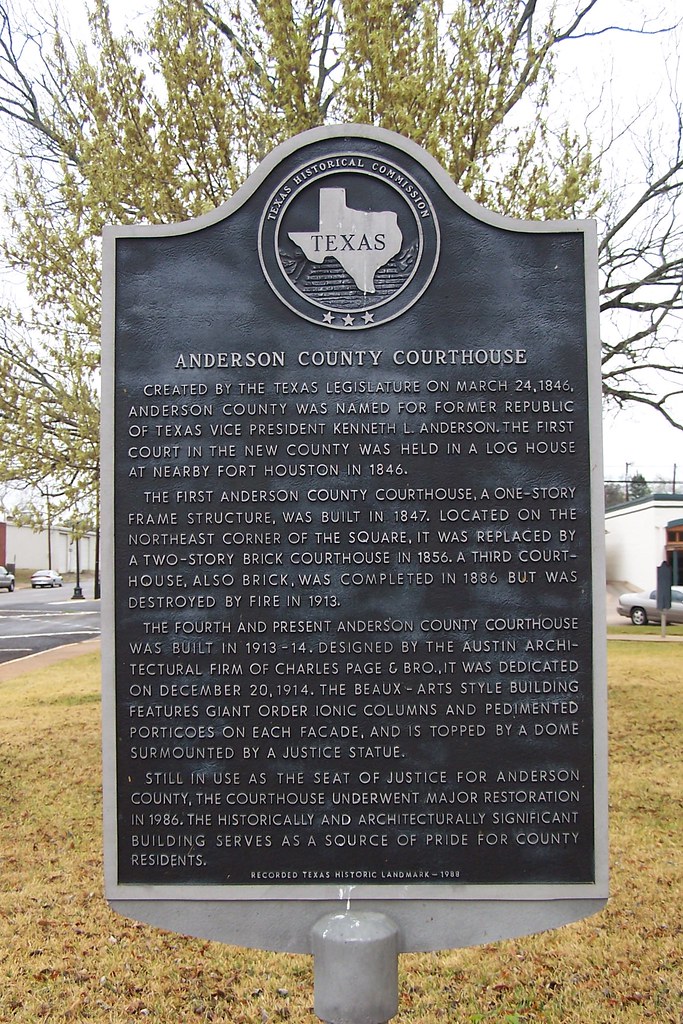 TEXAS HISTORICAL COMMISSION
TEXAS
ANDERSON COUNTY COURTHOUSE
CREATED BY THE TEXAS LEGISLATURE ON MARCH 24, 1846,
ANDERSON COUNTY WAS NAMED FOR FORMER REPUBLIC
OF TEXAS VICE PRESIDENT KENNETH L. ANDERSON. THE FIRST
COURT IN THE NEW COUNTY WAS HELD IN A LOG HOUSE
AT NEARBY FORT HOUSTON IN 1846.
THE FIRST ANDERSON COUNTY COURTHOUSE, A ONE-STORY
FRAME STRUCTURE, WAS BUILT IN 1847. LOCATED ON THE
NORTHEAST CORNER OF THE SQUARE, IT WAS REPLACED BY
A TWO-STORY BRICK COURTHOUSE IN 1856. A THIRD COURT-
HOUSE, ALSO BRICK, WAS COMPLETED IN 1886 BUT WAS
DESTROYED BY FIRE IN 1913.
THE FOURTH AND PRESENT ANDERSON COUNTY COURTHOUSE
WAS BUILT IN 1913-14. DESIGNED BY THE AUSTIN ARCHI-
TECTURAL FIRM OF CHARLES PAGE & BRO., IT WAS DEDICATED
ON DECEMBER 20, 1914. THE BEAUX-ARTS STYLE BUILDING
FEATURES GIANT ORDER IONIC COLUMNS AND PEDIMENTED
PORTICOES ON EACH FACADE, AND IS TOPPED BY A DOME
SURMOUNTED BY A JUSTICE STATUE.
STILL IN USE AS THE SEAT OF JUSTICE FOR ANDERSON
COUNTY, THE COURTHOUSE UNDERWENT MAJOR RESTORATION
IN 1986. THE HISTORICALLY AND ARCHITECTURALLY SIGNIFICANT
BUILDING SERVES AS A SOURCE OF PRIDE FOR COUNTY
RESIDENTS.
RECORDED TEXAS HISTORIC LANDMARK - 1988